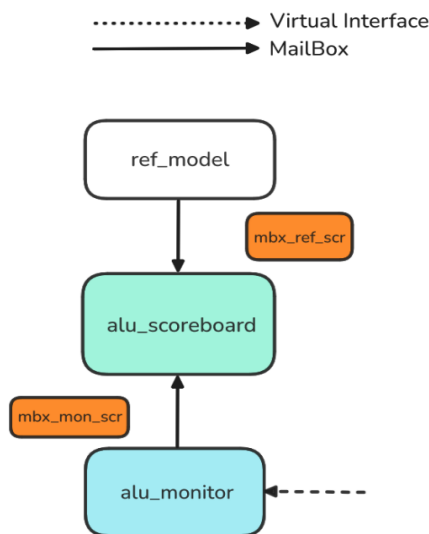 Virtual Interface
MailBox
ref_model
mbx_ref_scr
alu_scoreboard
mbx_mon_scr
alu_monitor